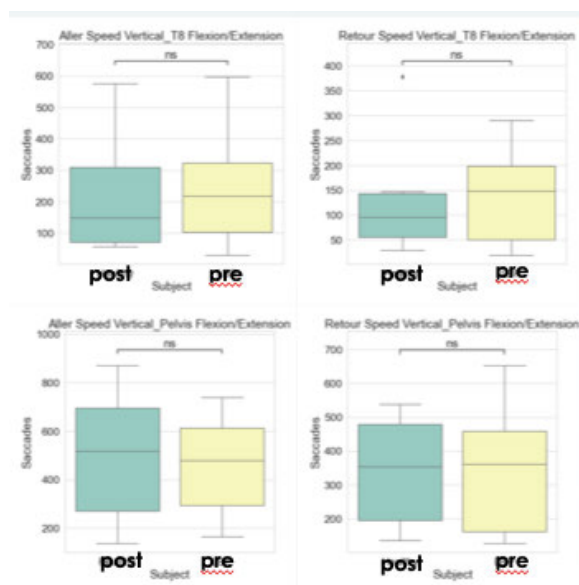 Aller Speed Vertical_T8 Flexion/Extension
700
600
500
400
300
200
100
Saccades
ns
post pre
Subject
Retour Speed Vertical_T8 Flexion/Extension
400
350
300
250
200
150
100
50
Saccades
ns
post pre
Subject
Aller Speed Vertical_Pelvis Flexion/Extension
1000
800
600
400
200
Saccades
ns
post pre
Subject
Retour Speed Vertical_Pelvis Flexion/Extension
700
600
500
400
300
200
Saccades
ns
post pre
Subject